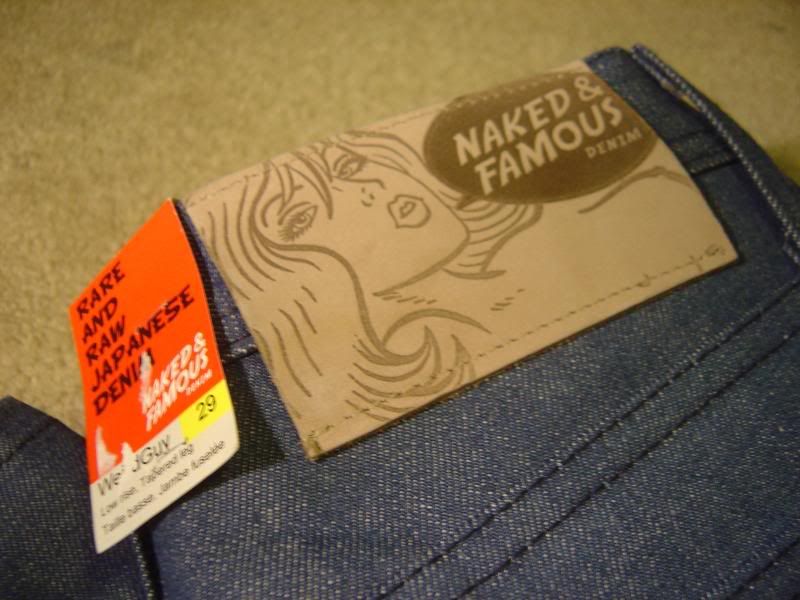 NAKED &
FAMOUS
DENIM
RARE
AND
RAW
JAPANESE
DENIM
NAKED &
FAMOUS
DENIM
29
Guy
Low rise, Tapered leg
Taille basse, Jambe fuselée